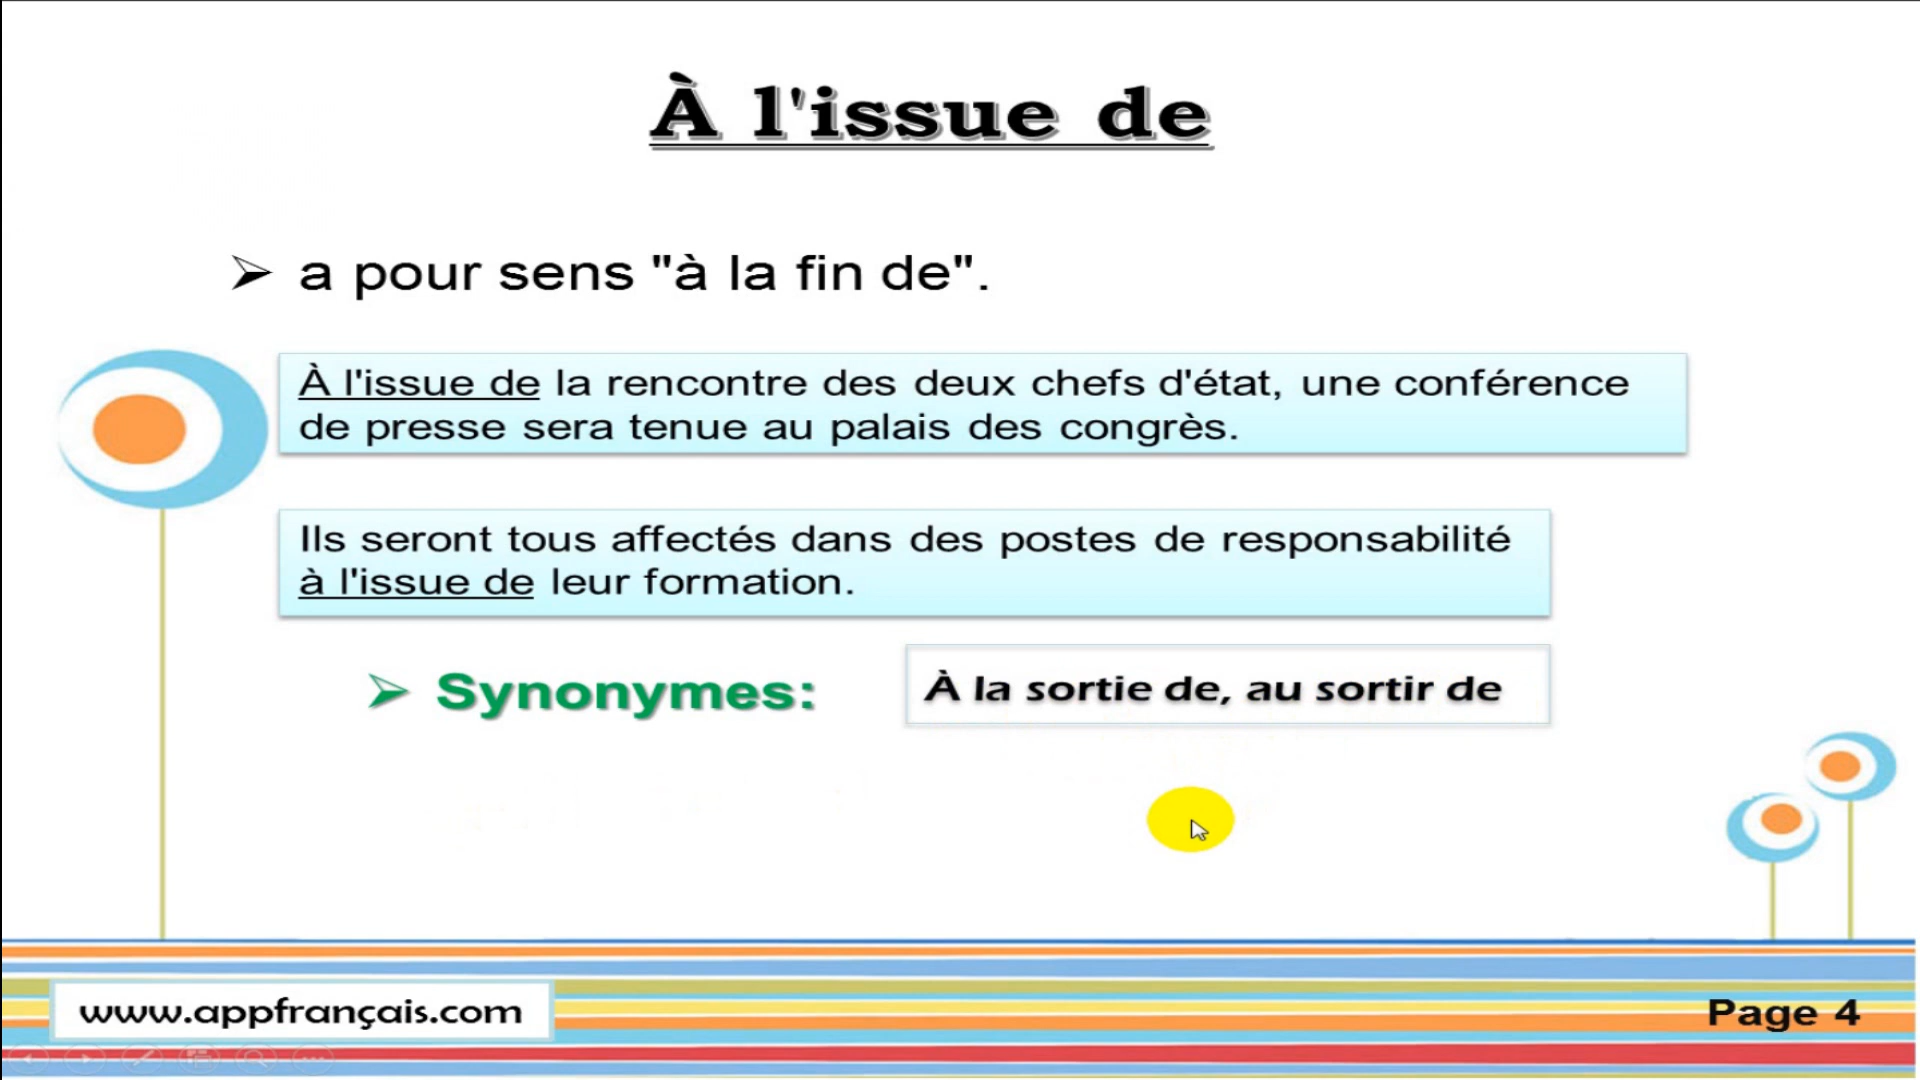 À l'issue de
a pour sens "à la fin de".
À l'issue de la rencontre des deux chefs d'état, une conférence
de presse sera tenue au palais des congrès.
Ils seront tous affectés dans des postes de responsabilité
à l'issue de leur formation.
Synonymes:
À la sortie de, au sortir de
www.appfrançais.com
Page 4